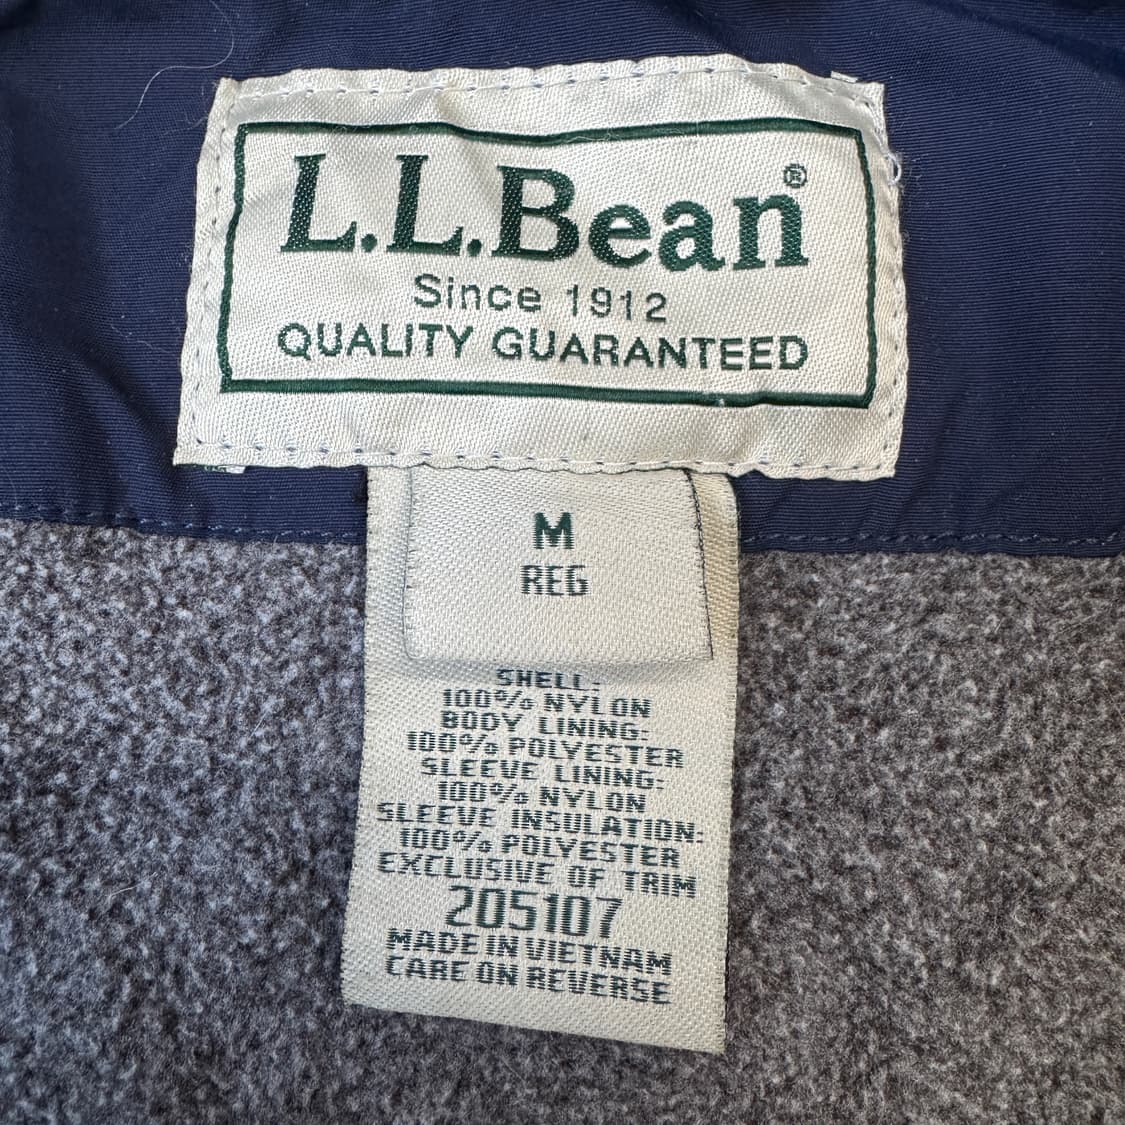 L.L.Bean®
Since 1912
QUALITY GUARANTEED
M
REG
SHELL:
100% NYLON
BODY LINING:
100% POLYESTER
SLEEVE LINING:
100% NYLON
SLEEVE INSULATION:
100% POLYESTER
EXCLUSIVE OF TRIM
205107
MADE IN VIETNAM
CARE ON REVERSE